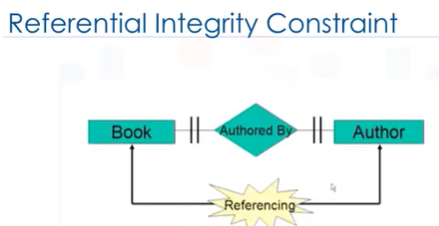 Referential Integrity Constraint
Book
Authored By
Author
Referencing